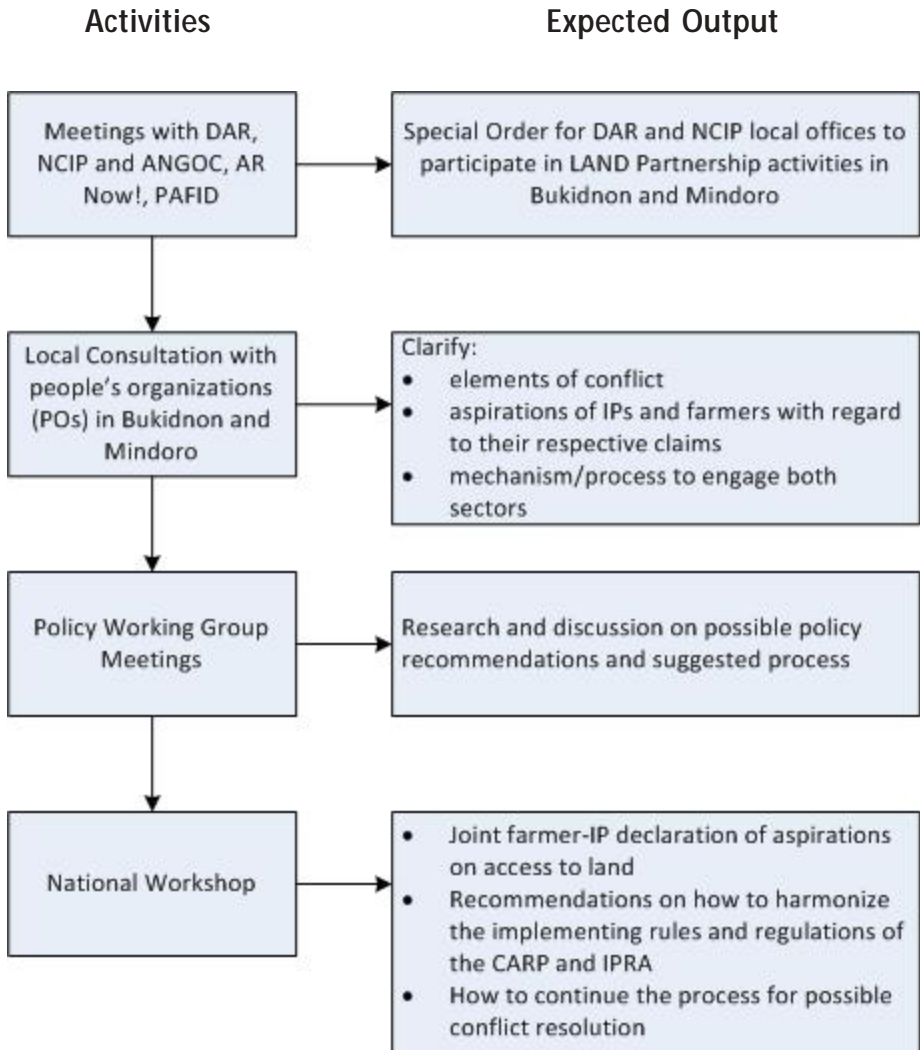 Activities
Expected Output
Meetings with DAR,
NCIP and ANGOC, AR
Now!, PAFID
Special Order for DAR and NCIP local offices to
participate in LAND Partnership activities in
Bukidnon and Mindoro
Local Consultation with
people's organizations
(POs) in Bukidnon and
Mindoro
Clarify:
• elements of conflict
• aspirations of IPs and farmers with regard
to their respective claims
• mechanism/process to engage both
sectors
Policy Working Group
Meetings
Research and discussion on possible policy
recommendations and suggested process
National Workshop
• Joint farmer-IP declaration of aspirations
on access to land
• Recommendations on how to harmonize
the implementing rules and regulations of
the CARP and IPRA
• How to continue the process for possible
conflict resolution